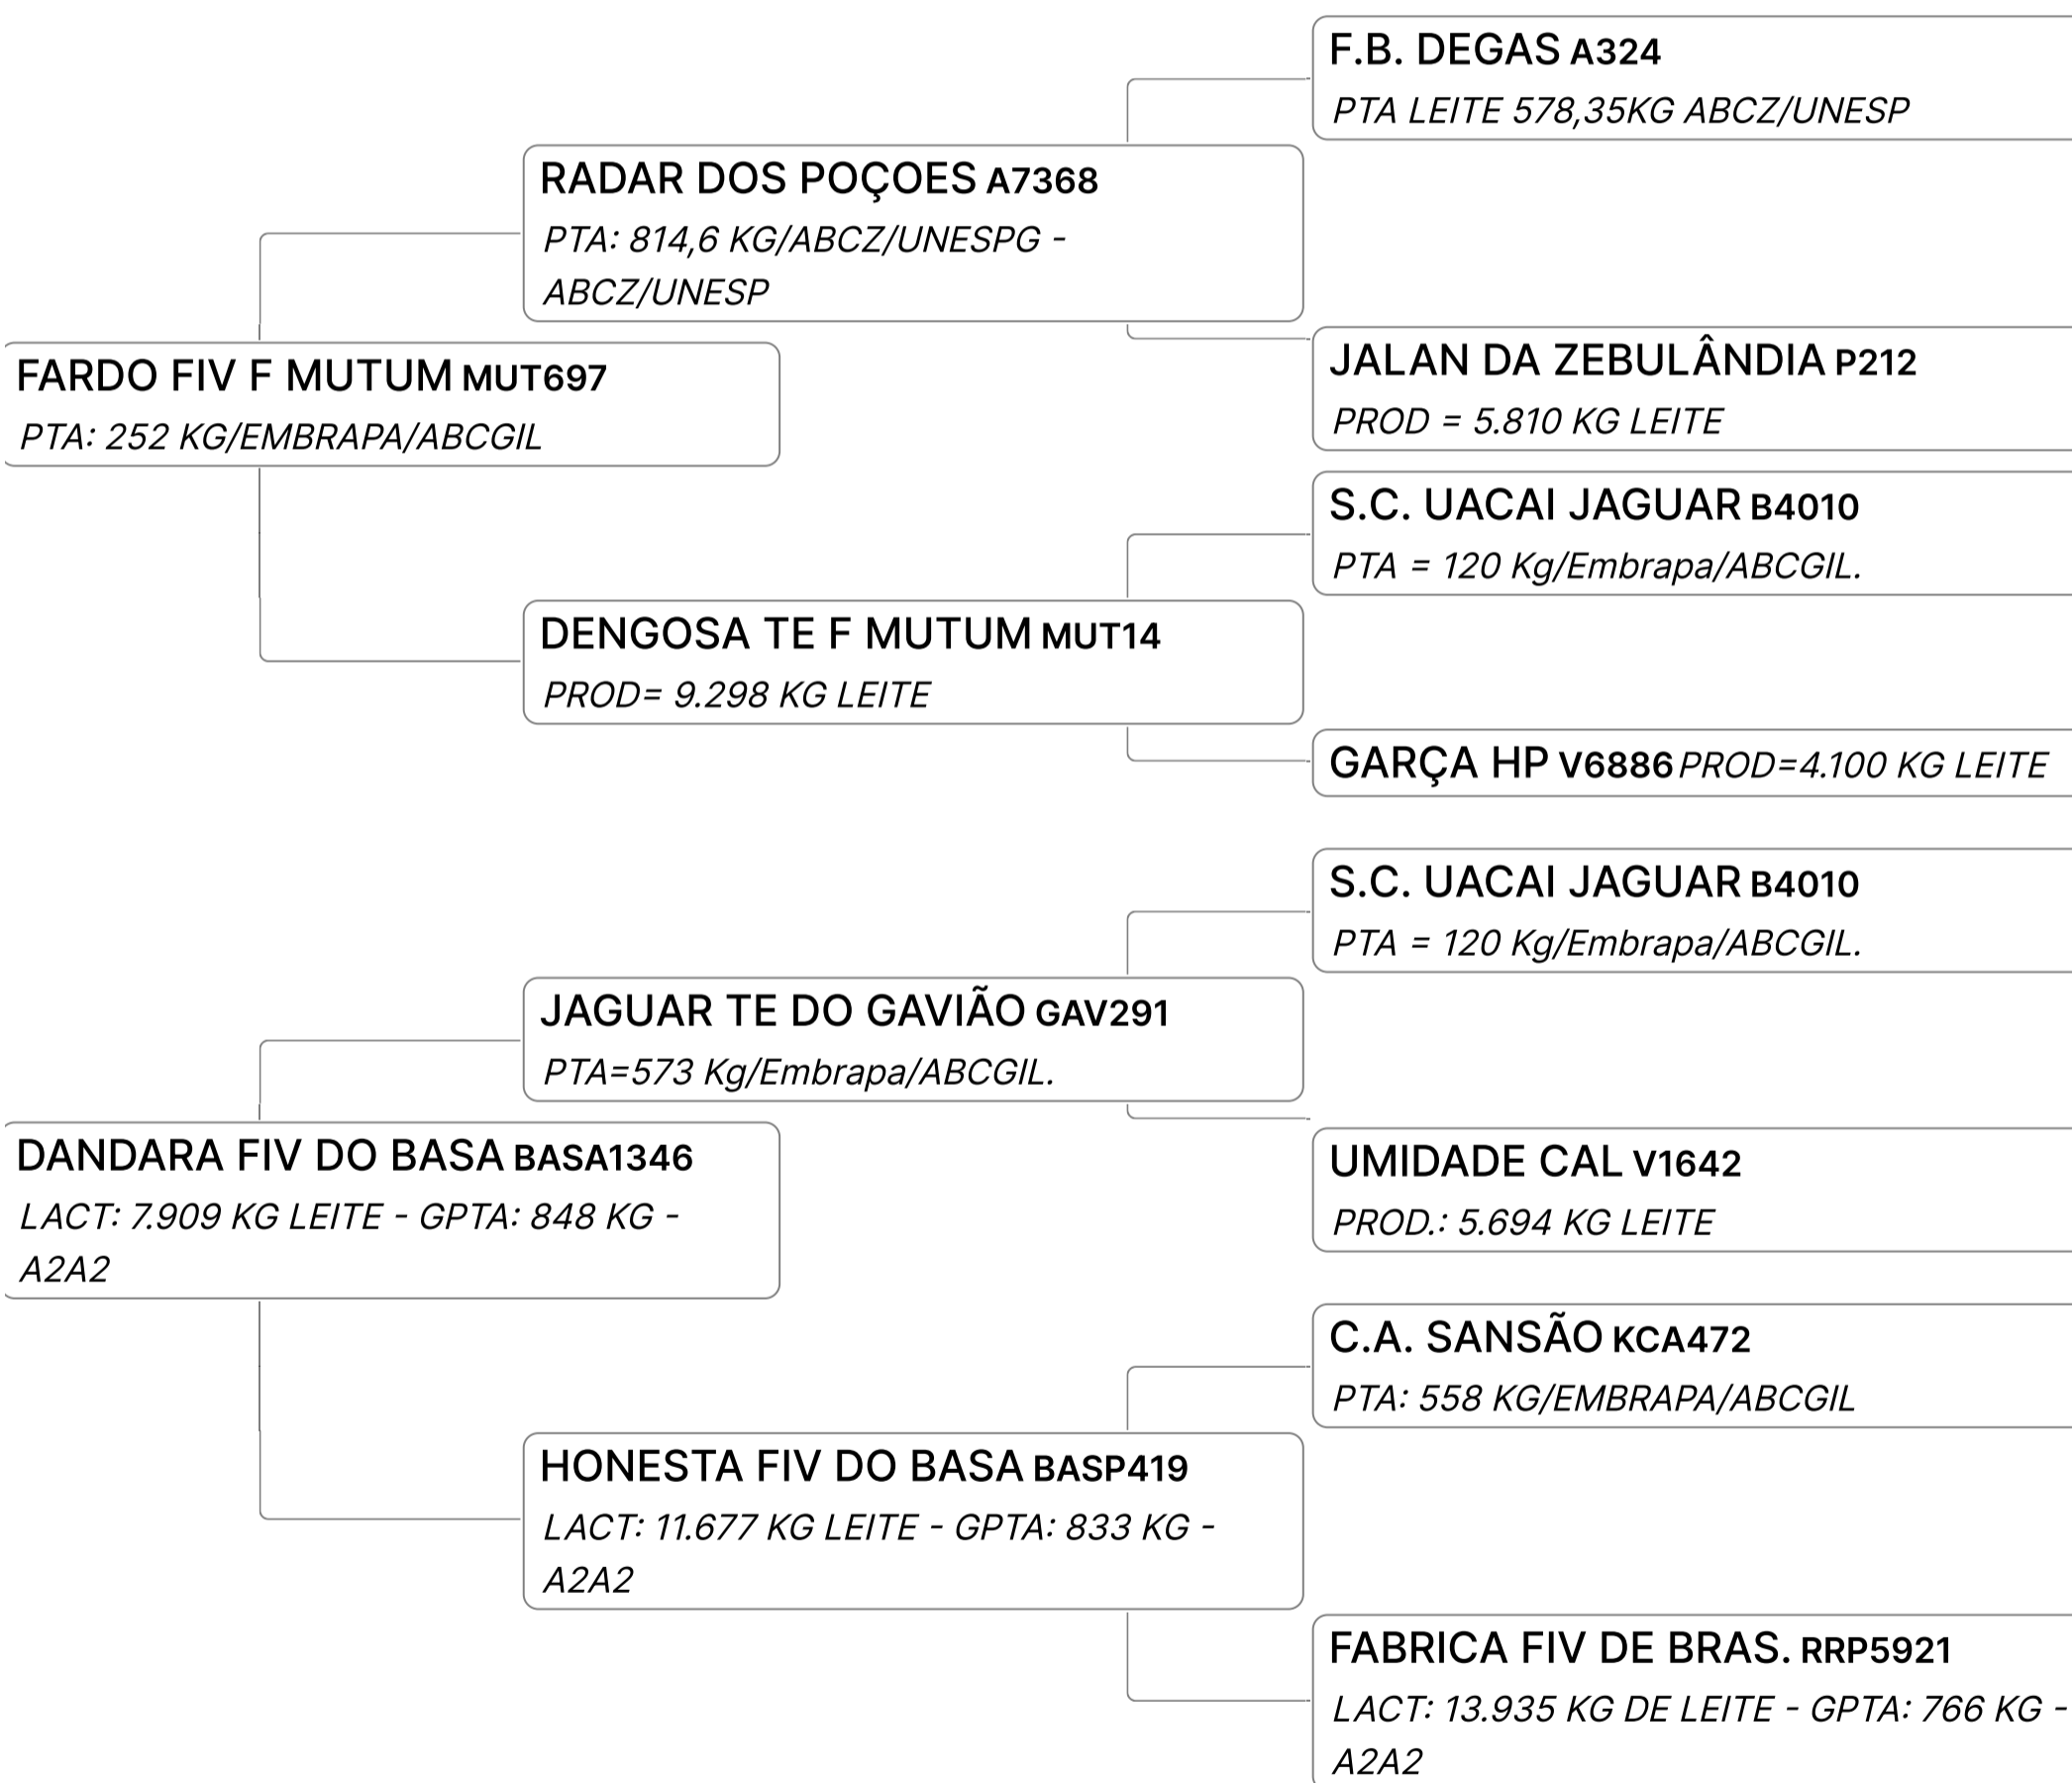 F.B. DEGAS A324
PTA LEITE 578,35KG ABCZ/UNESP
RADAR DOS POÇOES A7368
PTA: 814,6 KG/ABCZ/UNESPG -
ABCZ/UNESP
JALAN DA ZEBULÂNDIA P212
PROD = 5.810 KG LEITE
FARDO FIV F MUTUM MUT697
PTA: 252 KG/EMBRAPA/ABCGIL
S.C. UACAI JAGUAR B4010
PTA = 120 Kg/Embrapa/ABCGIL.
DENGOSA TE F MUTUM MUT14
PROD= 9.298 KG LEITE
GARÇA HP V6886 PROD=4.100 KG LEITE
S.C. UACAI JAGUAR B4010
PTA = 120 Kg/Embrapa/ABCGIL.
JAGUAR TE DO GAVIÃO GAV291
PTA=573 Kg/Embrapa/ABCGIL.
UMIDADE CAL V1642
PROD.: 5.694 KG LEITE
DANDARA FIV DO BASA BASA1346
LACT: 7.909 KG LEITE - GPTA: 848 KG -
A2A2
C.A. SANSÃO KCA472
PTA: 558 KG/EMBRAPA/ABCGIL
HONESTA FIV DO BASA BASP419
LACT: 11.677 KG LEITE - GPTA: 833 KG -
A2A2
FABRICA FIV DE BRAS. RRP5921
LACT: 13.935 KG DE LEITE - GPTA: 766 KG -
A2A2